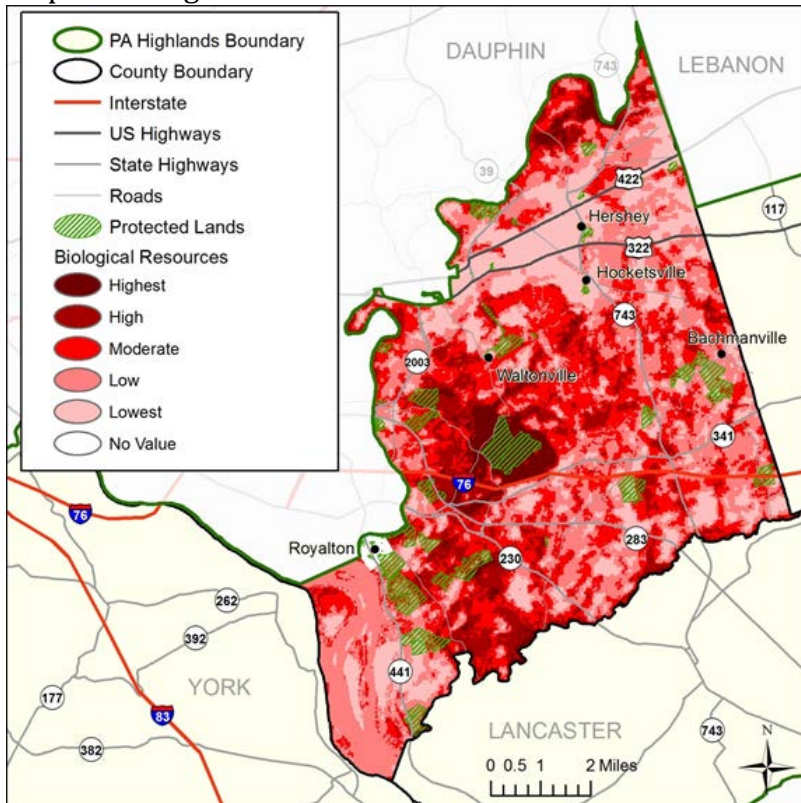 PA Highlands Boundary
County Boundary
Interstate
US Highways
State Highways
Roads
Protected Lands
Biological Resources
Highest
High
Moderate
Low
Lowest
No Value
DAUPHIN
743
LEBANON
39
422
117
Hershey
322
Hocketsville
743
Bachmanville
2003
Waltonville
341
76
76
Royalton
230
283
262
392
441
YORK
177
83
LANCASTER
743
382
N
0 0.5 1 2 Miles